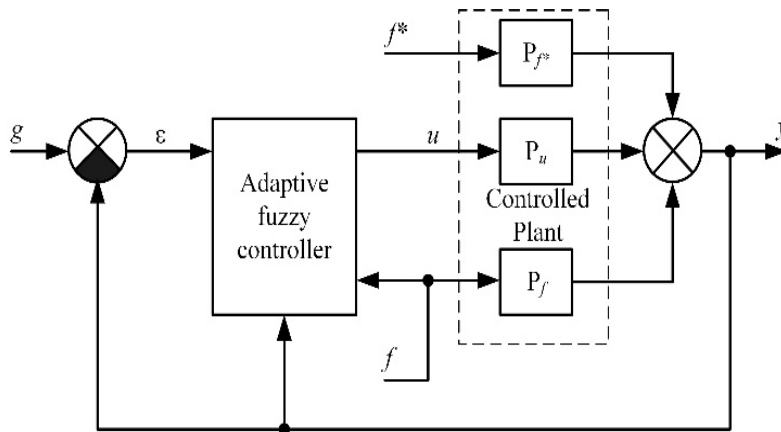 f*
P_f*
g
ε
u
P_u
Adaptive
fuzzy
controller
Controlled
Plant
P_f
f